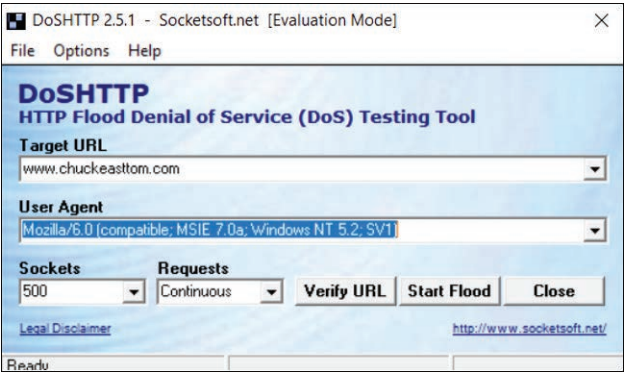 DoSHTTP 2.5.1 - Socketsoft.net [Evaluation Mode]
File Options Help
DoSHTTP
HTTP Flood Denial of Service (DoS) Testing Tool
Target URL
www.chuckeasttom.com
User Agent
Mozilla/6.0 (compatible; MSIE 7.0a; Windows NT 5.2; SV1)
Sockets Requests
500 Continuous Verify URL Start Flood Close
Legal Disclaimer http://www.socketsoft.net/
Ready